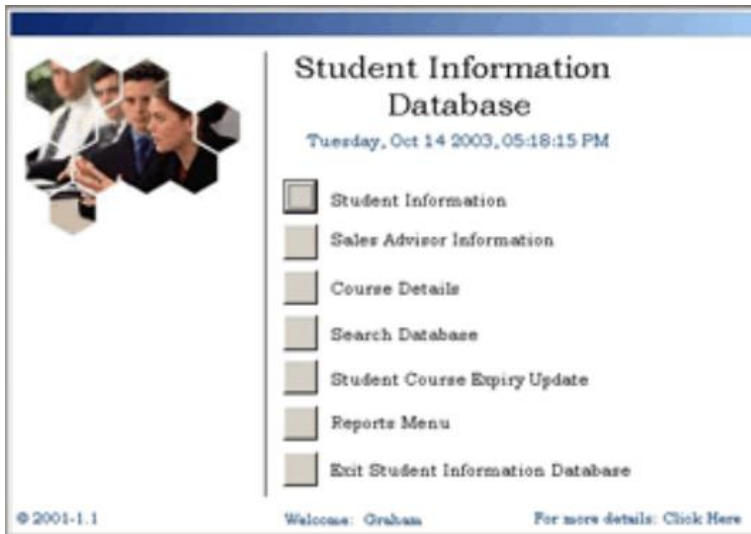 Student Information
Database
Tuesday, Oct 14 2003, 05:18:15 PM
Student Information
Sales Advisor Information
Course Details
Search Database
Student Course Expiry Update
Reports Menu
Exit Student Information Database
© 2001-1.1
Welcome: Graham
For more details: Click Here